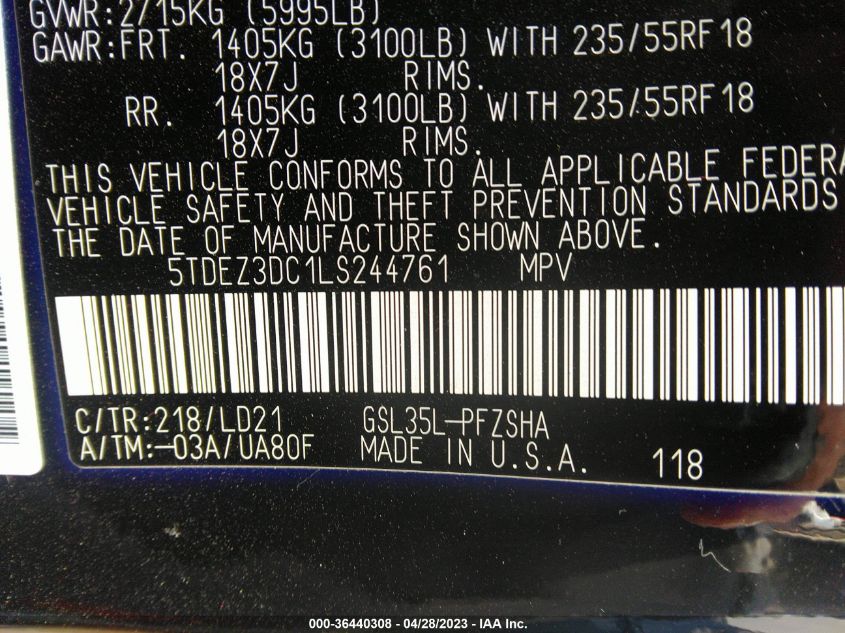 GVWR:2715KG (5995LB)
GAWR:FRT. 1405KG (3100LB) WITH 235/55RF18
18X7J RIMS.
RR. 1405KG (3100LB) WITH 235/55RF18
18X7J RIMS.
THIS VEHICLE CONFORMS TO ALL APPLICABLE FEDERA
VEHICLE SAFETY AND THEFT PREVENTION STANDARDS
THE DATE OF MANUFACTURE SHOWN ABOVE.
5TDEZ3DC1LS244761 MPV
C/TR:218/LD21 GSL35L-PFZSHA
A/TM:-03A/UA80F MADE IN U.S.A. 118
000-36440308 - 04/28/2023 - IAA Inc.